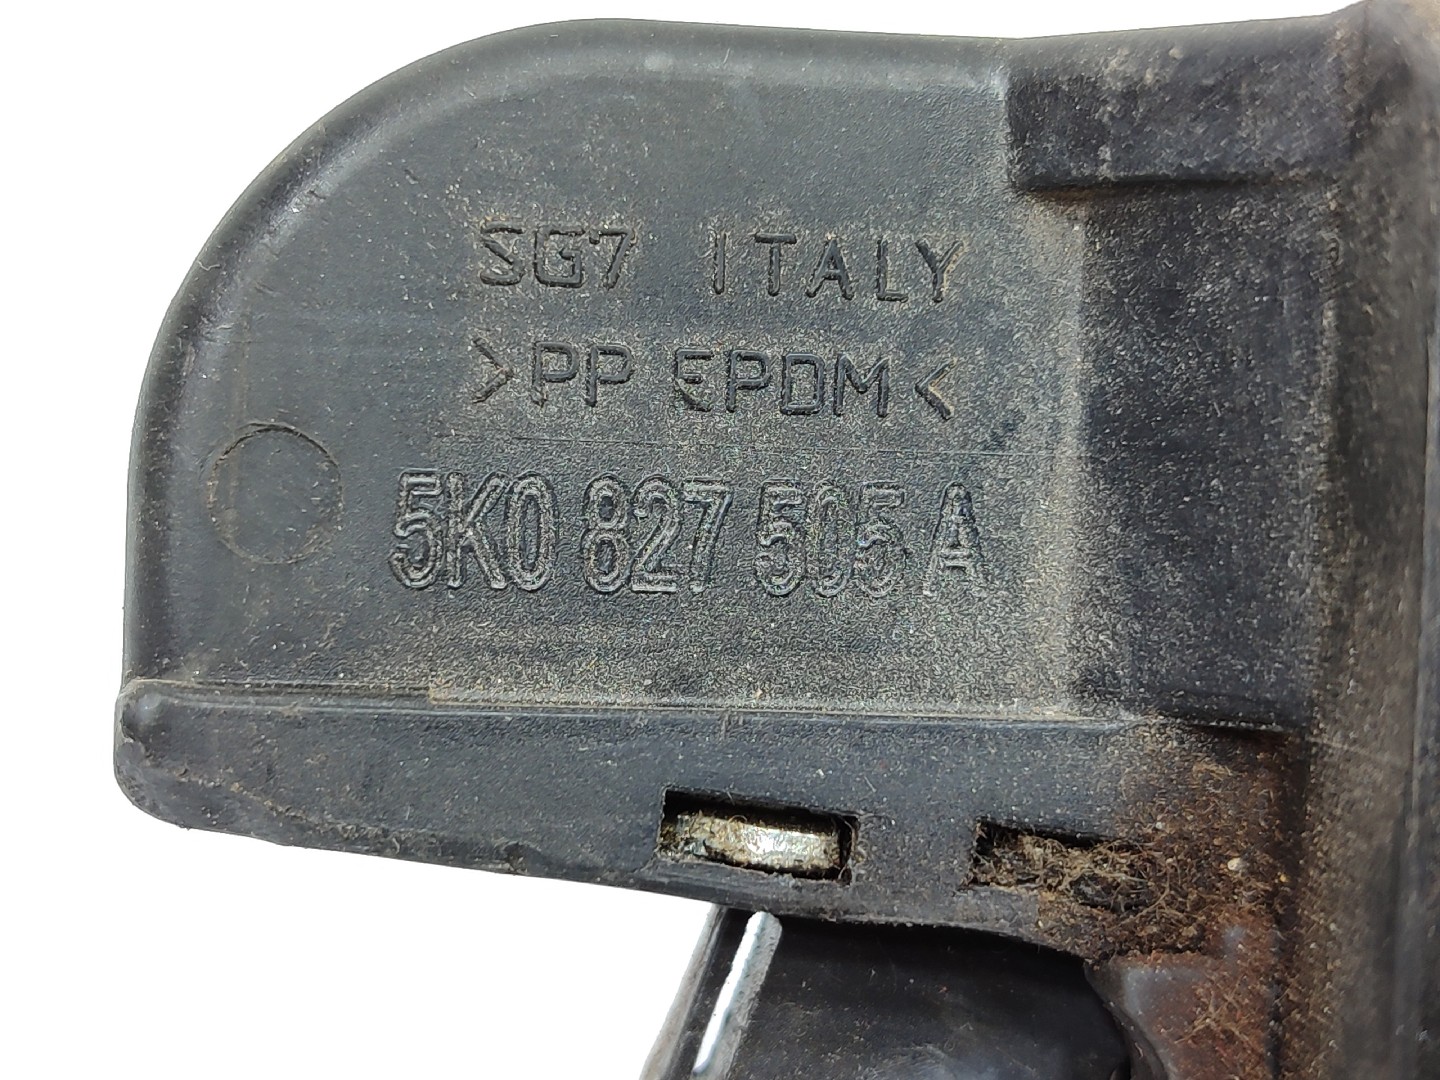 SG7 ITALY
>PP EPDM<
5K0 827 505 A